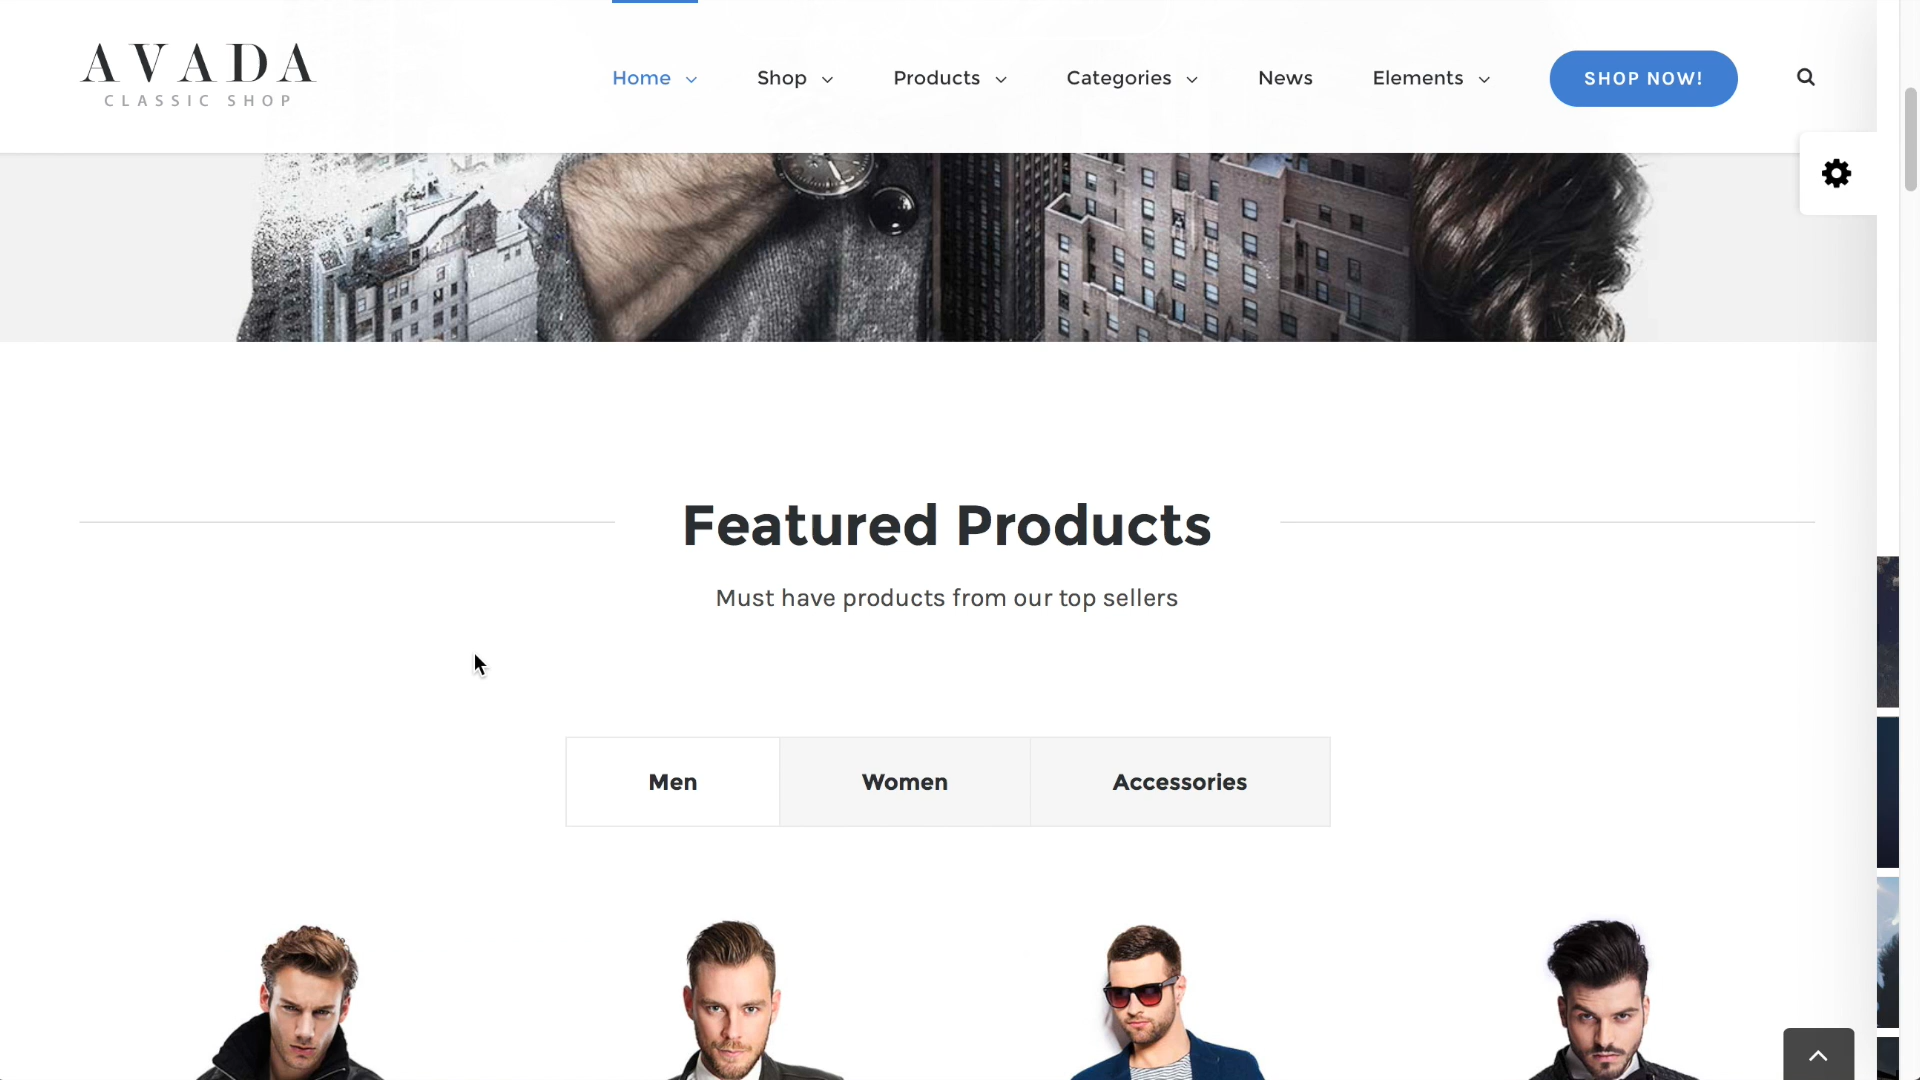 AVADA
CLASSIC SHOP
Home
Shop
Products
Categories
News
Elements
SHOP NOW!
Featured Products
Must have products from our top sellers
Men
Women
Accessories